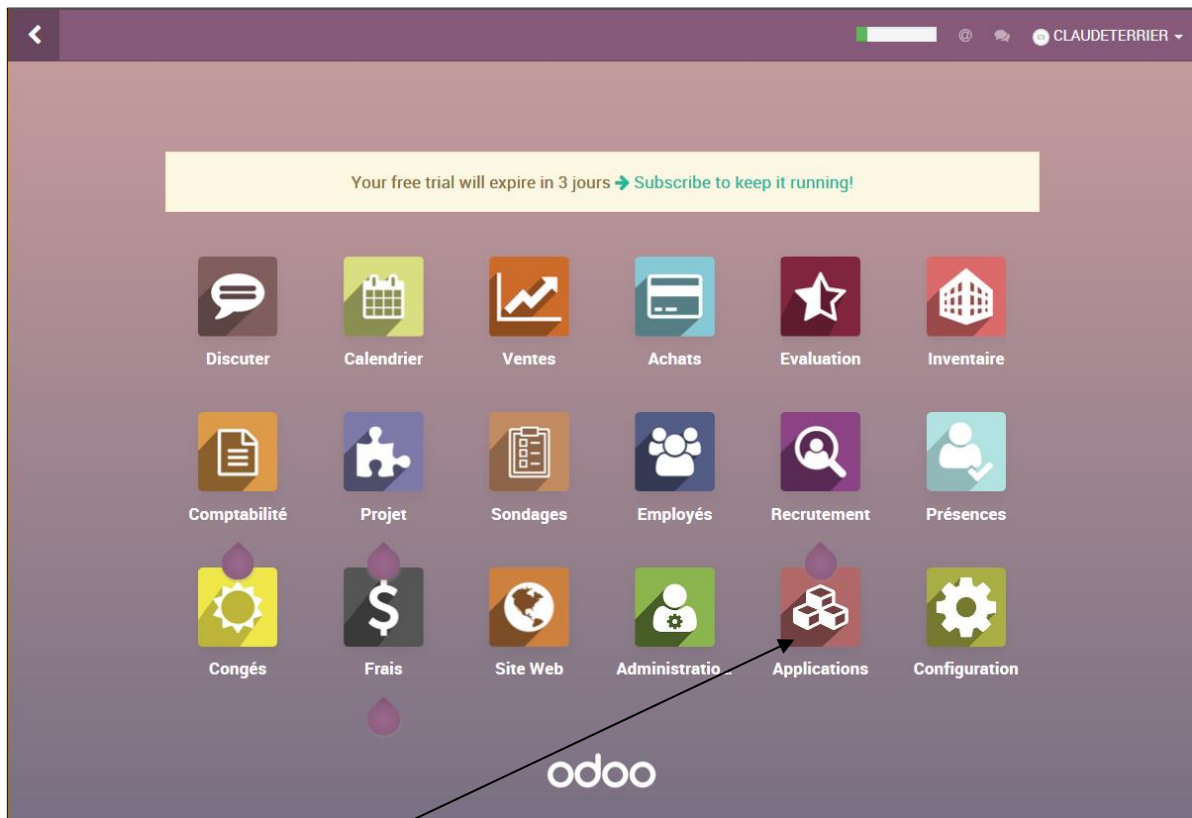 @ CLAUDETERRIER
Your free trial will expire in 3 jours → Subscribe to keep it running!
Discuter Calendrier Ventes Achats Evaluation Inventaire
Comptabilité Projet Sondages Employés Recrutement Présences
Congés Frais Site Web Administratio... Applications Configuration
odoo